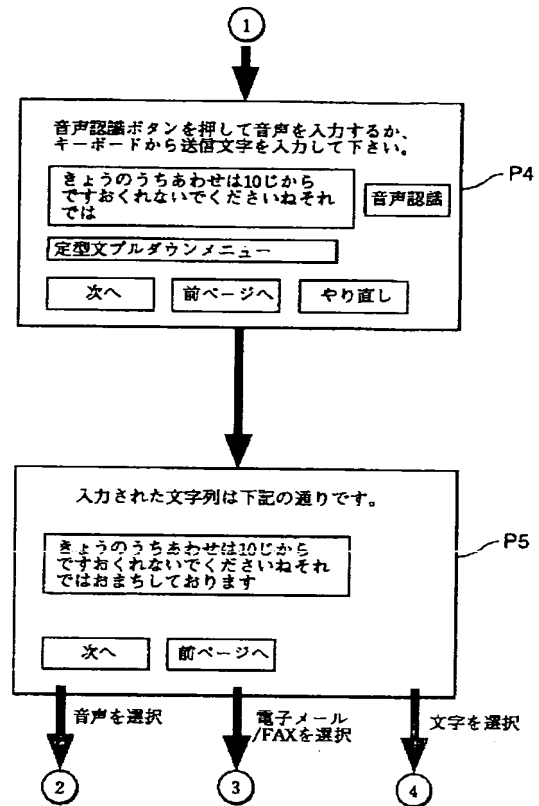 1
音声認識ボタンを押して音声を入力するか、
キーボードから送信文字を入力して下さい。
P4
きょうのうちあわせは10じから
ですおくれないでくださいねそれ
では
音声認識
定型文プルダウンメニュー
次へ
前ページへ
やり直し
入力された文字列は下記の通りです。
P5
きょうのうちあわせは10じから
ですおくれないでくださいねそれ
ではおまちしております
次へ
前ページへ
音声を選択
電子メール
/FAXを選択
文字を選択
2
3
4